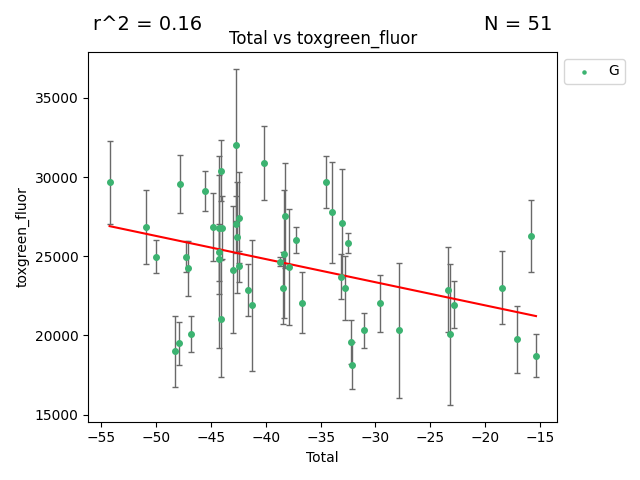 r^2 = 0.16
N = 51
Total vs toxgreen_fluor
G
toxgreen_fluor
35000
30000
25000
20000
15000
−55 −50 −45 −40 −35 −30 −25 −20 −15
Total